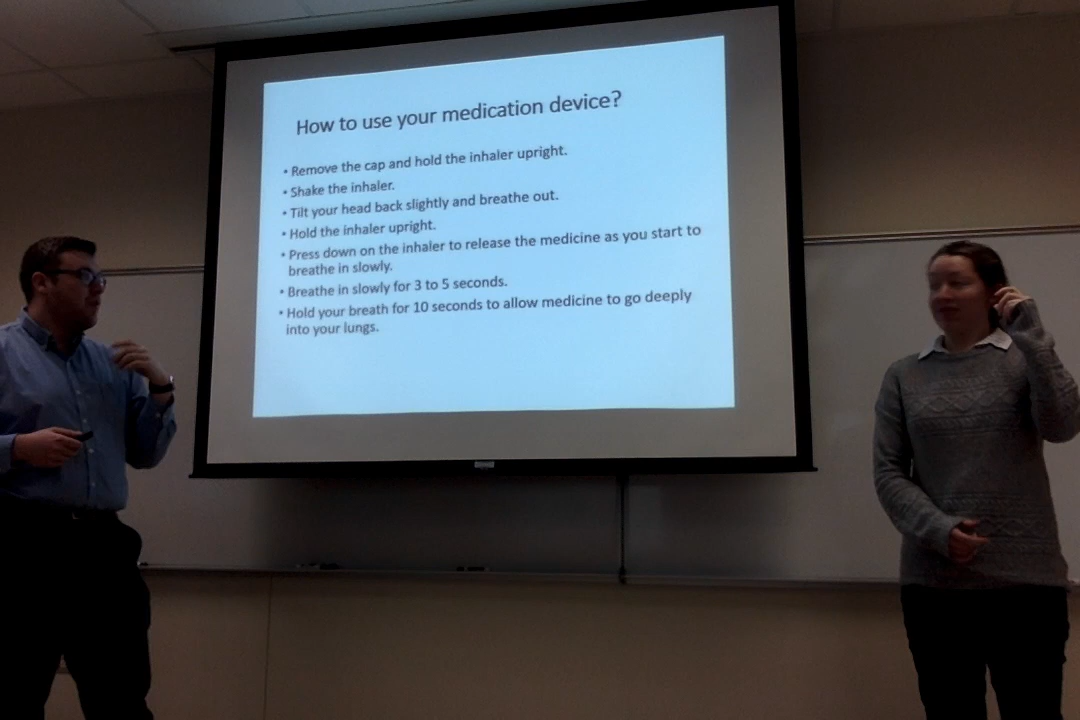 How to use your medication device?
• Remove the cap and hold the inhaler upright.
• Shake the inhaler.
• Tilt your head back slightly and breathe out.
• Hold the inhaler upright.
• Press down on the inhaler to release the medicine as you start to
breathe in slowly.
• Breathe in slowly for 3 to 5 seconds.
• Hold your breath for 10 seconds to allow medicine to go deeply
into your lungs.